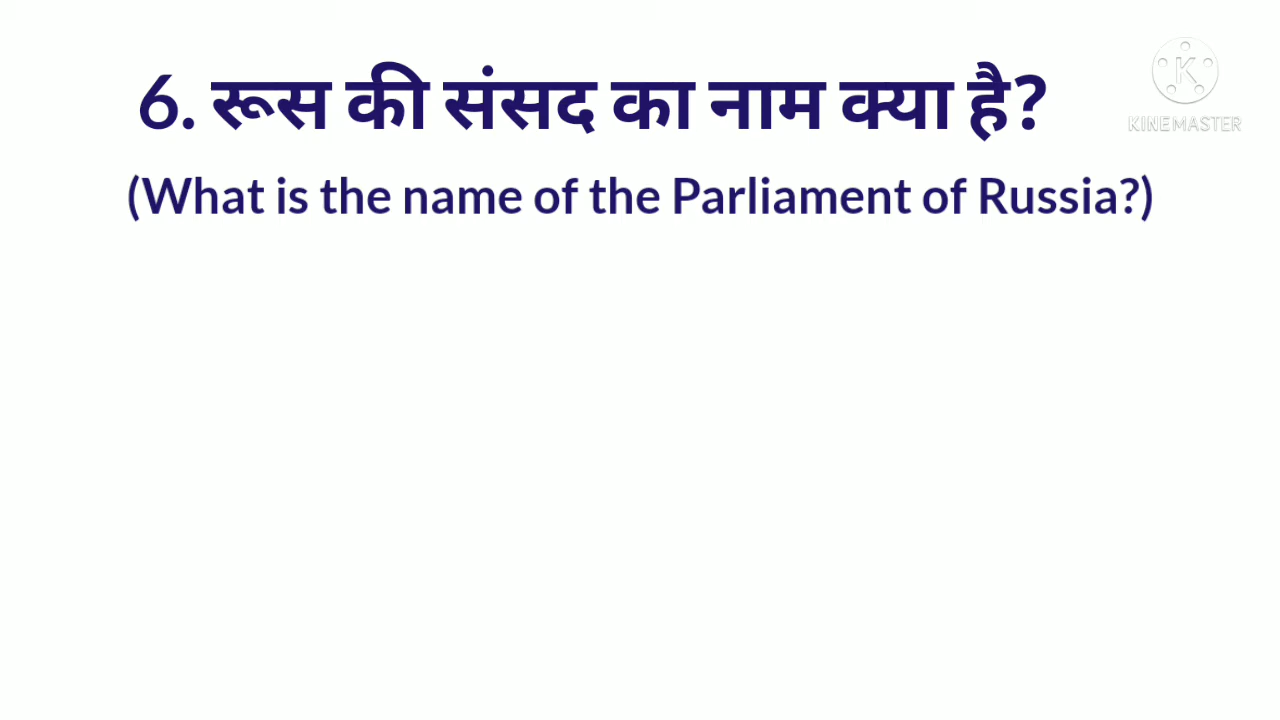 6. रूस की संसद का नाम क्या है?
(What is the name of the Parliament of Russia?)
K
KINEMASTER